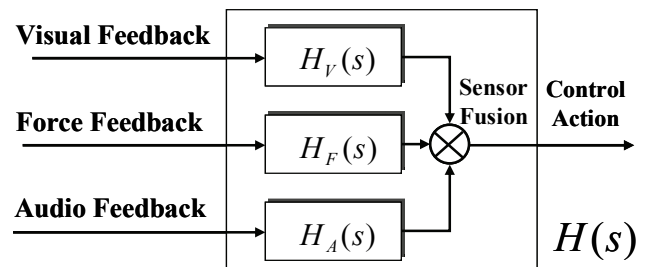 Visual Feedback
H_V(s)
Sensor
Fusion
Control
Action
Force Feedback
H_F(s)
Audio Feedback
H_A(s)
H(s)